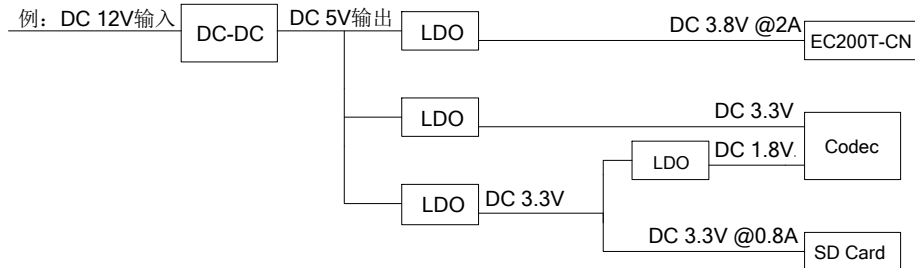 例：DC 12V输入
DC-DC
DC 5V输出
LDO
DC 3.8V @2A
EC200T-CN
LDO
DC 3.3V
Codec
LDO
DC 1.8V.
LDO
DC 3.3V
DC 3.3V @0.8A
SD Card